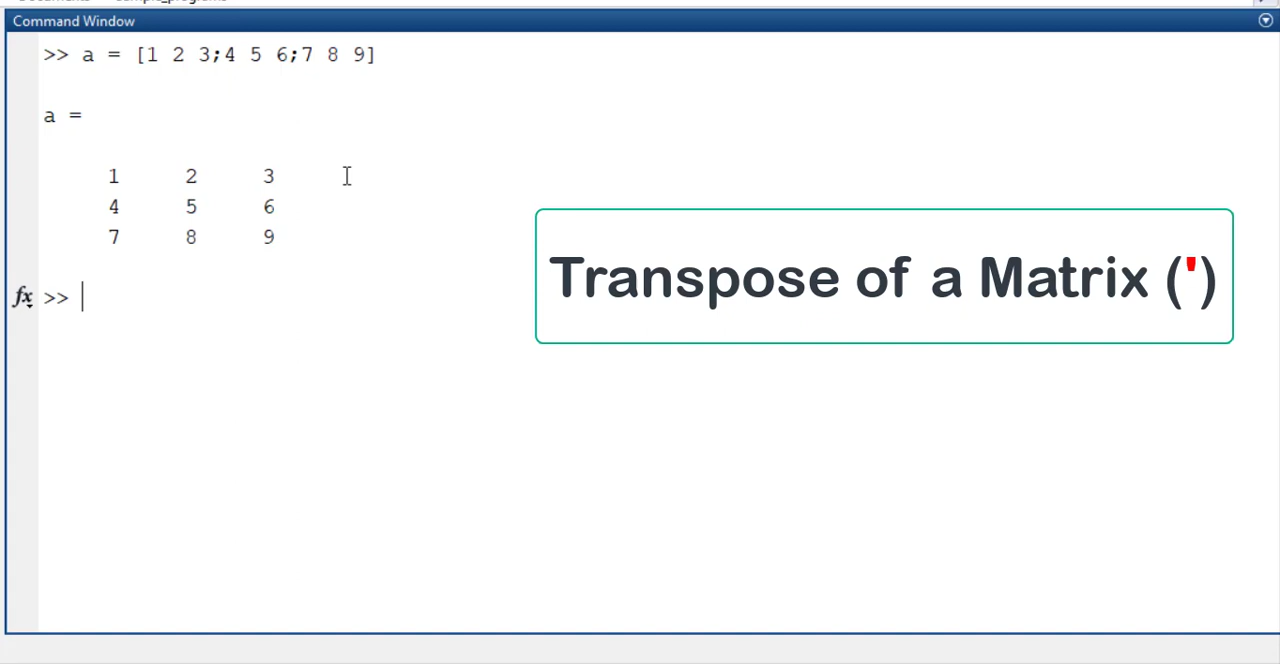 Command Window
>> a = [1 2 3;4 5 6;7 8 9]
a =
1 2 3
4 5 6
7 8 9
Transpose of a Matrix (')
fx >>